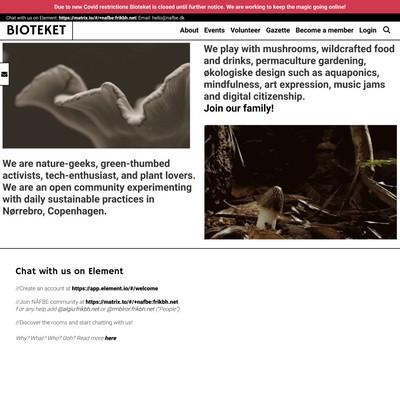 Due to new Covid restrictions Bioteket is closed until further notice. We are working to keep the magic going online!
Chat with us on Element: https://matrix.to/#/+nafbe:frikbh.net| Email: hello@nafbe.dk
BIOTEKET
About Events Volunteer Gazette Become a member Login
We play with mushrooms, wildcrafted food
and drinks, permaculture gardening,
økologiske design such as aquaponics,
mindfulness, art expression, music jams
and digital citizenship.
Join our family!
We are nature-geeks, green-thumbed
activists, tech-enthusiast, and plant lovers.
We are an open community experimenting
with daily sustainable practices in
Nørrebro, Copenhagen.
Chat with us on Element
//Create an account at https://app.element.io/#/welcome
//Join NÅFBE community at https://matrix.to/#/+nafbe:frikbh.net
For any help add @algiu:frikbh.net or @rmbkror:frikbh.net ("People")
//Discover the rooms and start chatting with us!
Why? What? Who? Doh? Read more here